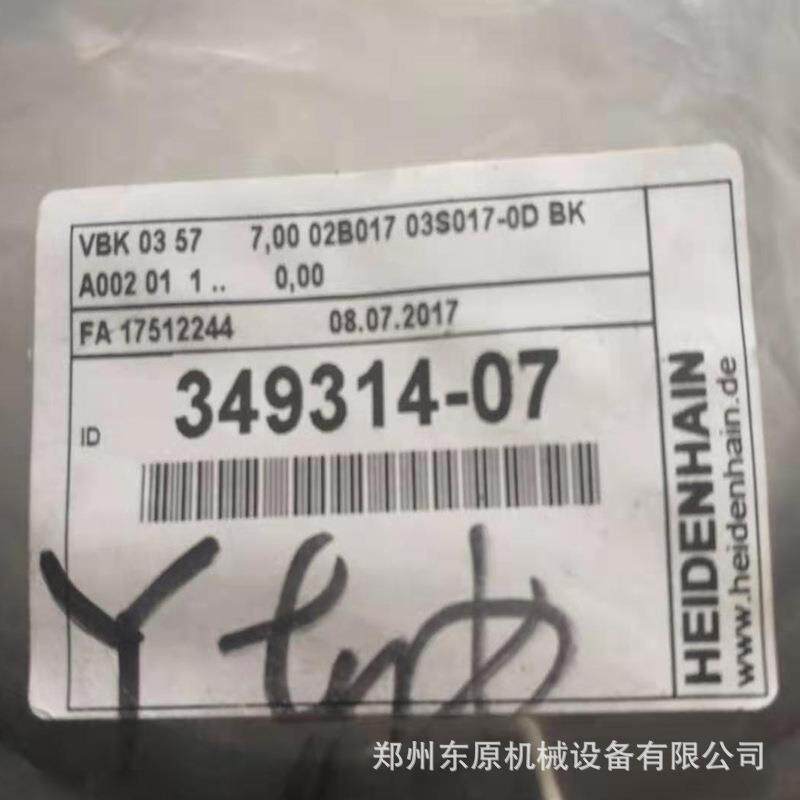 VBK 03 57 7,00 02B017 03S017-0D BK
A002 01 1 .. 0,00
FA 17512244 08.07.2017
ID 349314-07
HEIDENHAIN
www.heidenhain.de
Y
郑州东原机械设备有限公司